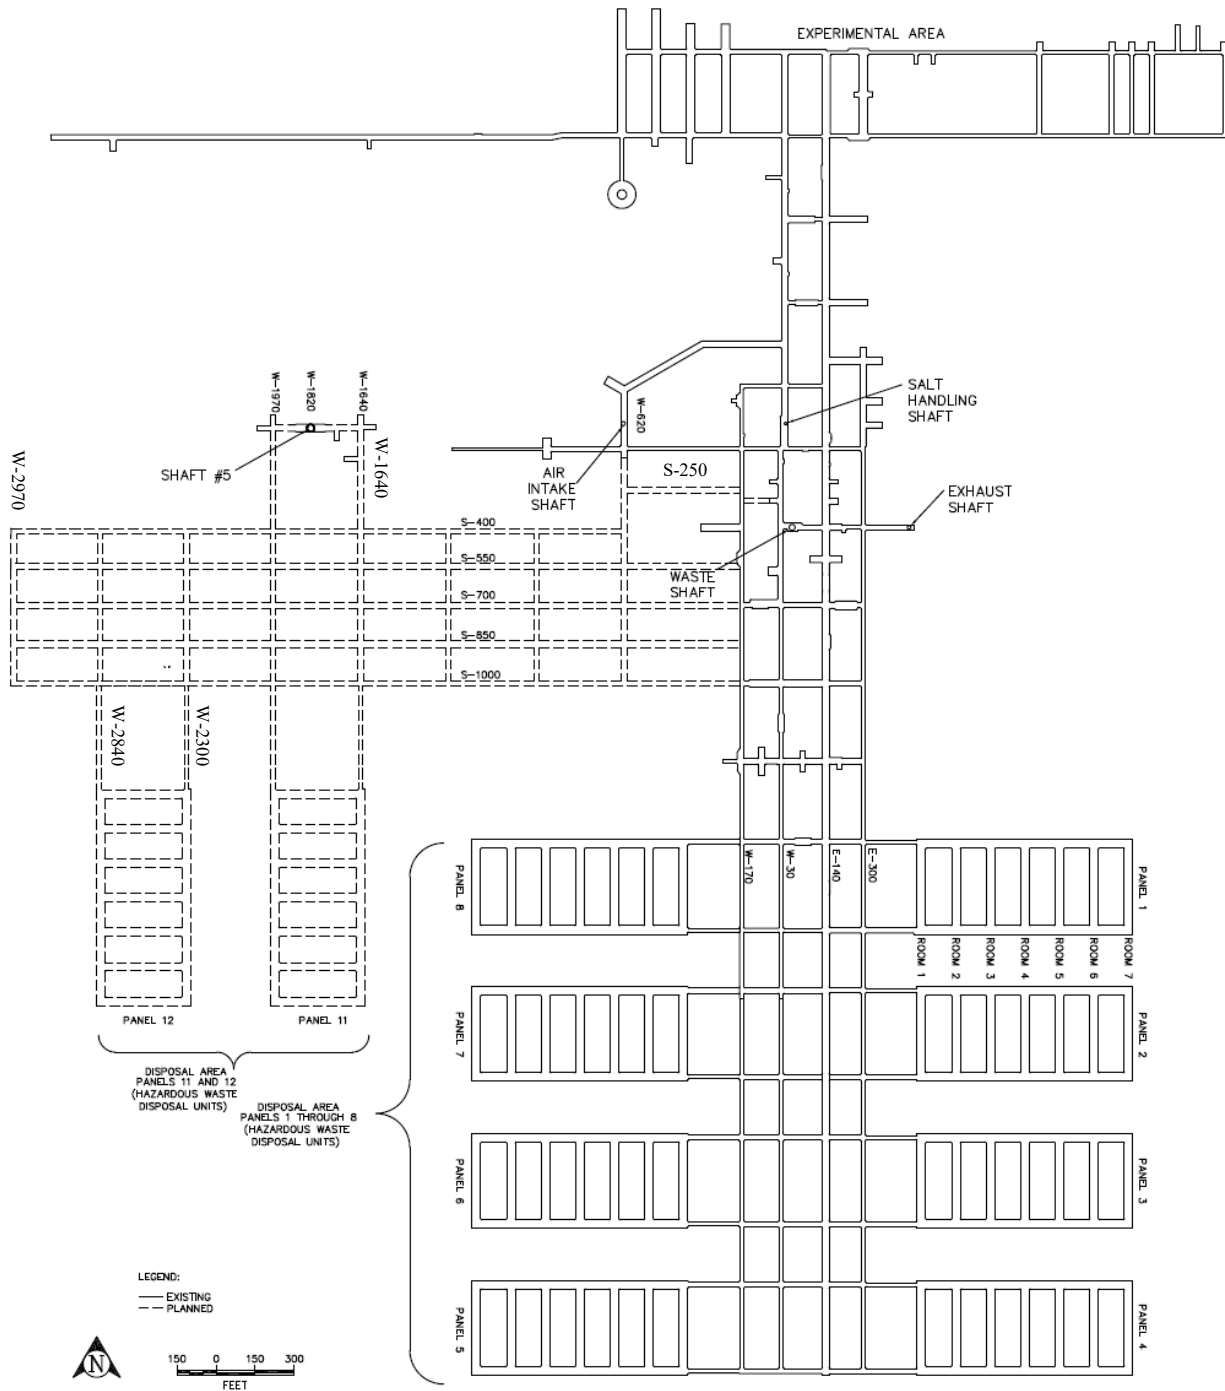 EXPERIMENTAL AREA
W-1970
W-1820
W-1640
SHAFT #5
W-1640
W-2970
W-620
SALT
HANDLING
SHAFT
AIR
INTAKE
SHAFT
S-250
EXHAUST
SHAFT
WASTE
SHAFT
S-400
S-550
S-700
S-850
S-1000
W-2840
W-2300
W-170
W-30
E-140
E-300
PANEL 8
PANEL 1
ROOM 1
ROOM 2
ROOM 3
ROOM 4
ROOM 5
ROOM 6
ROOM 7
PANEL 12
PANEL 11
PANEL 7
PANEL 2
DISPOSAL AREA
PANELS 11 AND 12
(HAZARDOUS WASTE
DISPOSAL UNITS)
DISPOSAL AREA
PANELS 1 THROUGH 8
(HAZARDOUS WASTE
DISPOSAL UNITS)
PANEL 6
PANEL 3
PANEL 5
PANEL 4
LEGEND:
EXISTING
PLANNED
N
150 0 150 300
FEET